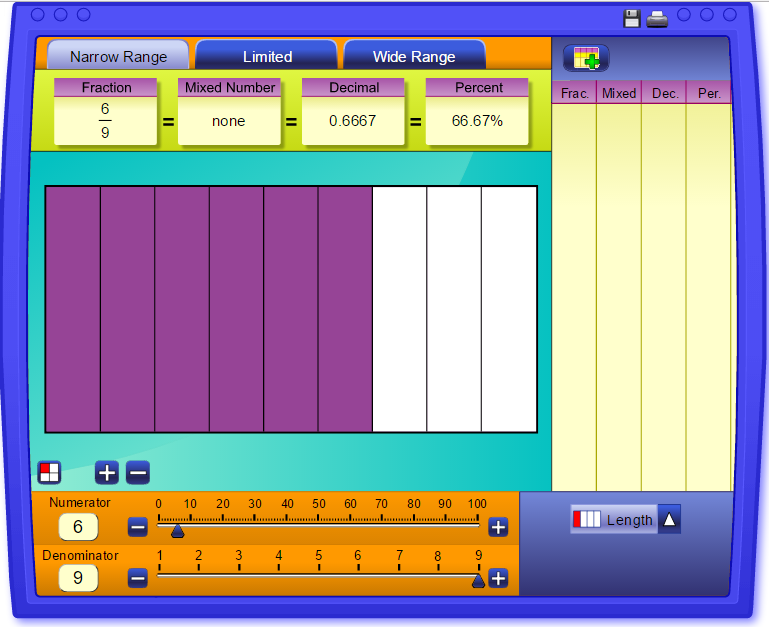 Narrow Range Limited Wide Range
Fraction Mixed Number Decimal Percent
Frac. Mixed Dec. Per.
6
9
= none = 0.6667 = 66.67%
Numerator 0 10 20 30 40 50 60 70 80 90 100
6
Length
Denominator 1 2 3 4 5 6 7 8 9
9